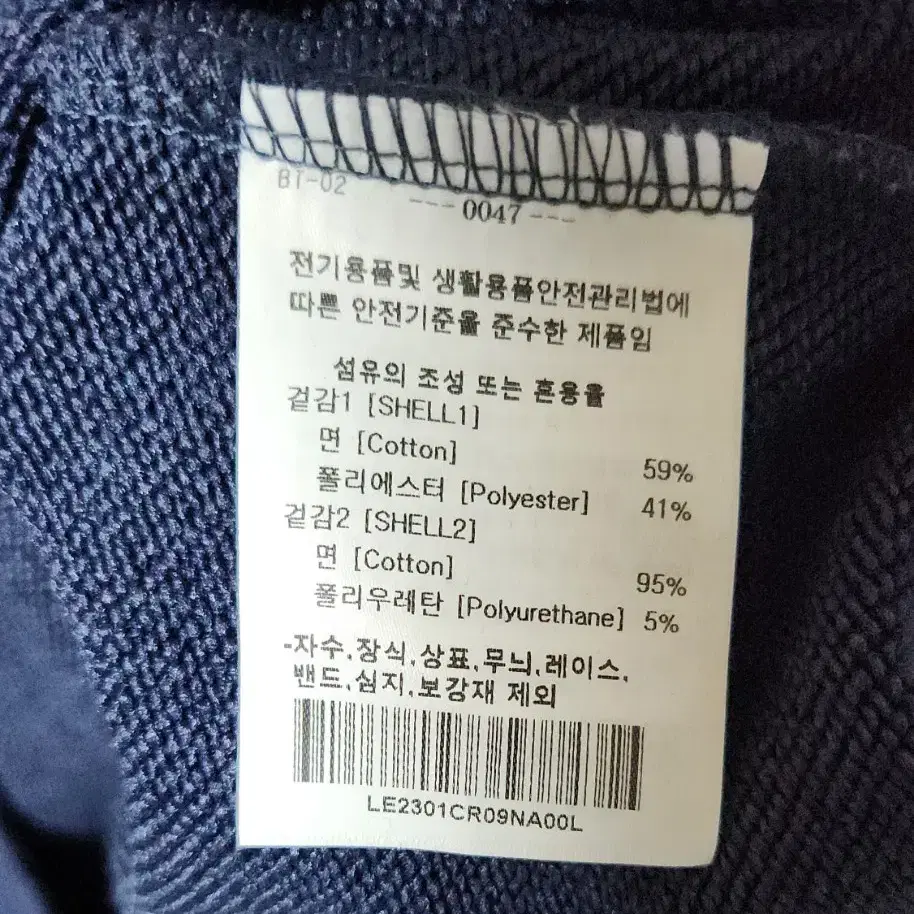 BT-02
--- 0047 ---
전기용품및 생활용품안전관리법에
따른 안전기준을 준수한 제품임
섬유의 조성 또는 혼용율
겉감1 [SHELL1]
면 [Cotton] 59%
폴리에스터 [Polyester] 41%
겉감2 [SHELL2]
면 [Cotton] 95%
폴리우레탄 [Polyurethane] 5%
-자수,장식,상표,무늬,레이스,
밴드,심지,보강재 제외
LE2301CR09NA00L